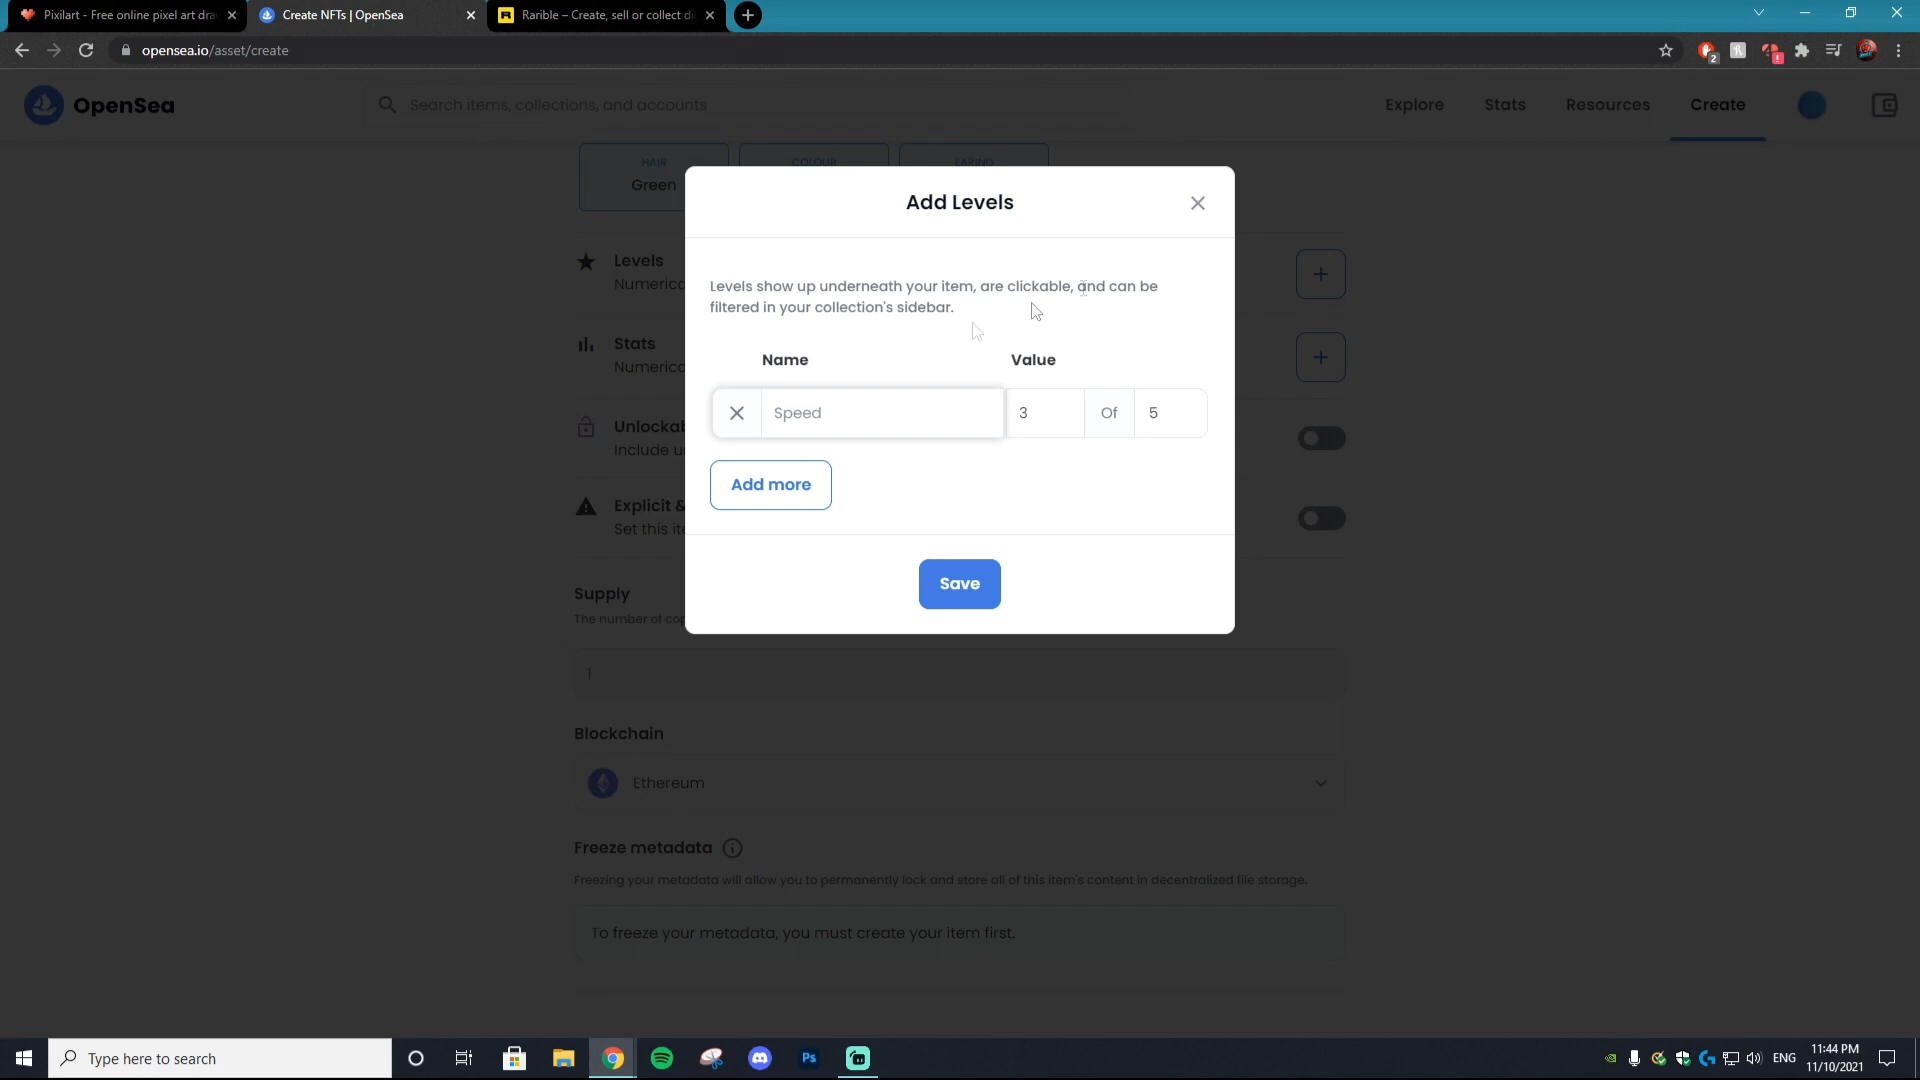 Pixilart - Free online pixel art dra
Create NFTs | OpenSea
Rarible – Create, sell or collect di
opensea.io/asset/create
2
OpenSea
Search items, collections, and accounts
Explore
Stats
Resources
Create
HAIR
COLOUR
EARING
Green
Add Levels
Levels show up underneath your item, are clickable, and can be
filtered in your collection's sidebar.
Name
Value
Speed
3
Of
5
Add more
Save
Levels
Numerica
Stats
Numerica
Unlockab
Include u
Explicit &
Set this ite
Supply
The number of cop
1
Blockchain
Ethereum
Freeze metadata
Freezing your metadata will allow you to permanently lock and store all of this item's content in decentralized file storage.
To freeze your metadata, you must create your item first.
Type here to search
Ps
ENG
11:44 PM
11/10/2021